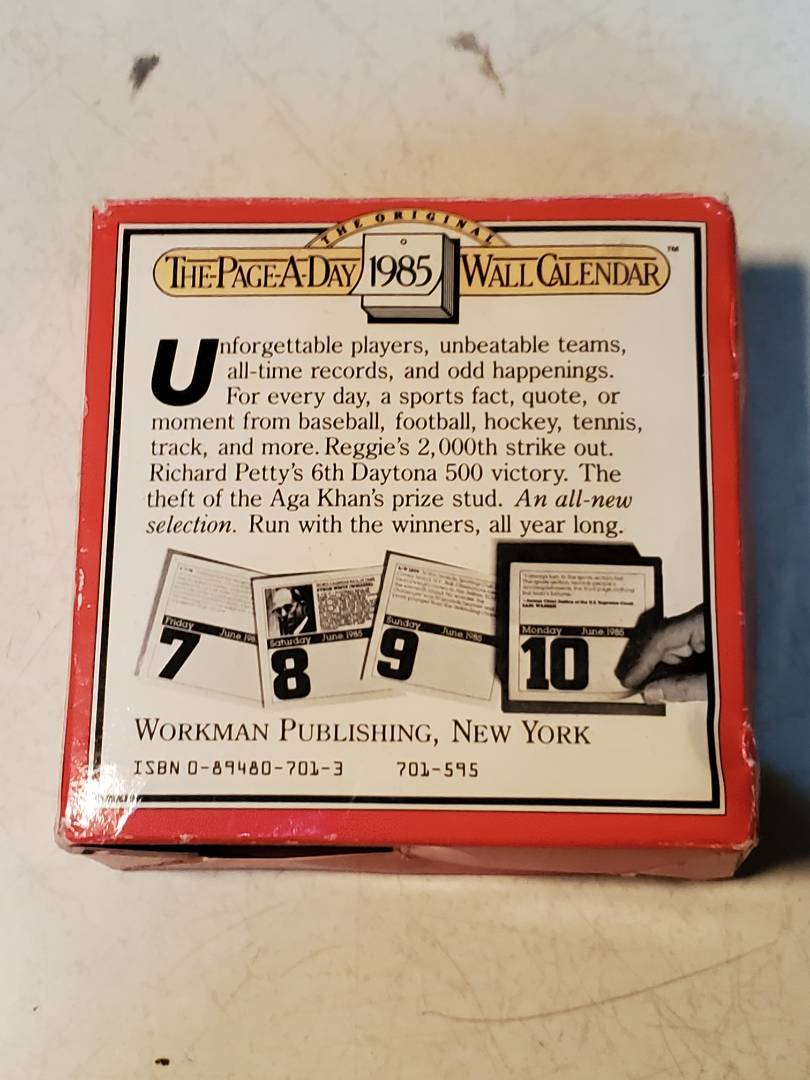 THE ORIGINAL
THE-PAGE-A-DAY 1985 WALL CALENDAR™
Unforgettable players, unbeatable teams,
all-time records, and odd happenings.
For every day, a sports fact, quote, or
moment from baseball, football, hockey, tennis,
track, and more. Reggie's 2,000th strike out.
Richard Petty's 6th Daytona 500 victory. The
theft of the Aga Khan's prize stud. An all-new
selection. Run with the winners, all year long.
Friday June 198
7
Saturday June 1985
8
Sunday June 1985
9
Monday June 1985
10
WORKMAN PUBLISHING, NEW YORK
ISBN 0-89480-701-3 701-595